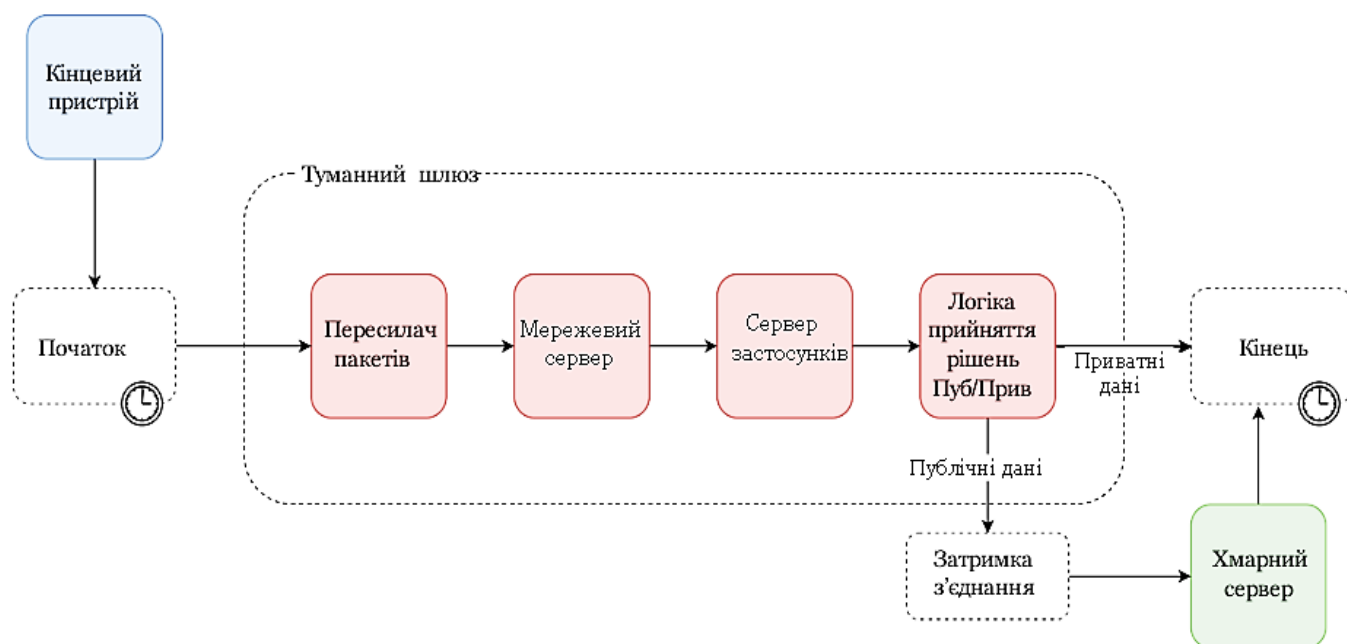 Кінцевий
пристрій
Туманний шлюз
Початок
Пересилач
пакетів
Мережевий
сервер
Сервер
застосунків
Логіка
прийняття
рішень
Пуб/Прив
Приватні
дані
Кінець
Публічні дані
Затримка
з’єднання
Хмарний
сервер